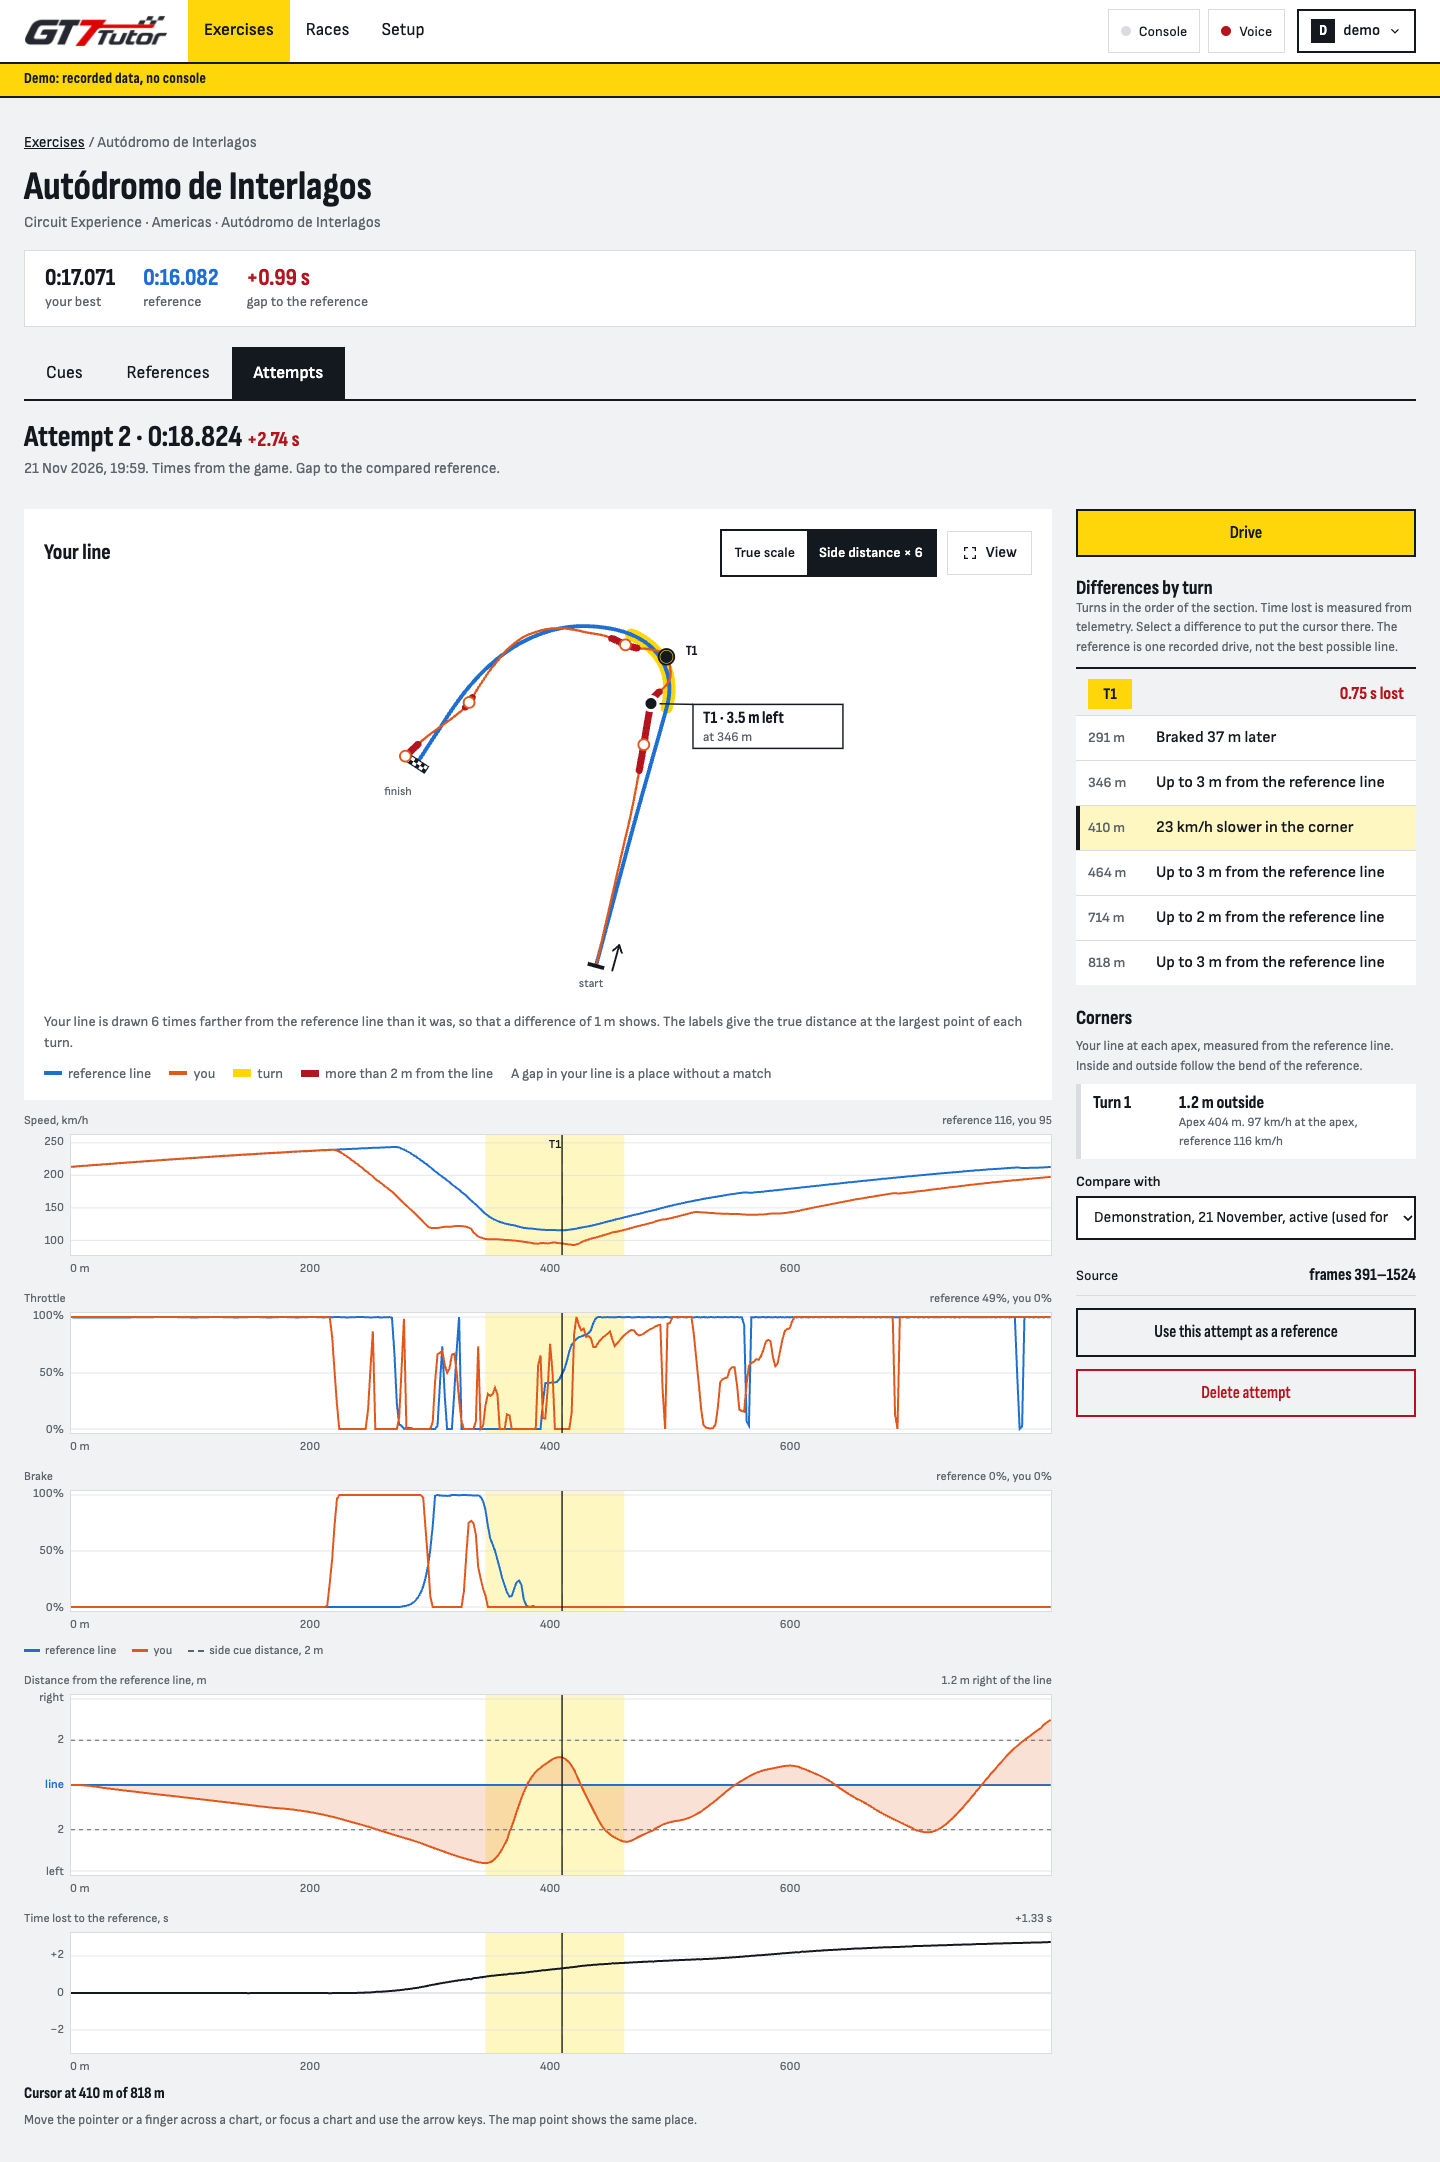 GT7Tutor
Exercises
Races
Setup
Console
Voice
D
demo
Demo: recorded data, no console
Exercises / Autódromo de Interlagos
Autódromo de Interlagos
Circuit Experience · Americas · Autódromo de Interlagos
0:17.071
your best
0:16.082
reference
+0.99 s
gap to the reference
Cues
References
Attempts
Attempt 2 · 0:18.824 +2.74 s
21 Nov 2026, 19:59. Times from the game. Gap to the compared reference.
Your line
True scale
Side distance × 6
View
T1
T1 · 3.5 m left
at 346 m
finish
start
Your line is drawn 6 times farther from the reference line than it was, so that a difference of 1 m shows. The labels give the true distance at the largest point of each
turn.
reference line
you
turn
more than 2 m from the line
A gap in your line is a place without a match
Speed, km/h
reference 116, you 95
250
200
150
100
T1
0 m
200
400
600
Throttle
reference 49%, you 0%
100%
50%
0%
0 m
200
400
600
Brake
reference 0%, you 0%
100%
50%
0%
0 m
200
400
600
reference line
you
side cue distance, 2 m
Distance from the reference line, m
1.2 m right of the line
right
2
line
2
left
0 m
200
400
600
Time lost to the reference, s
+1.33 s
+2
0
−2
0 m
200
400
600
Cursor at 410 m of 818 m
Move the pointer or a finger across a chart, or focus a chart and use the arrow keys. The map point shows the same place.
Drive
Differences by turn
Turns in the order of the section. Time lost is measured from
telemetry. Select a difference to put the cursor there. The
reference is one recorded drive, not the best possible line.
T1
0.75 s lost
291 m
Braked 37 m later
346 m
Up to 3 m from the reference line
410 m
23 km/h slower in the corner
464 m
Up to 3 m from the reference line
714 m
Up to 2 m from the reference line
818 m
Up to 3 m from the reference line
Corners
Your line at each apex, measured from the reference line.
Inside and outside follow the bend of the reference.
Turn 1
1.2 m outside
Apex 404 m. 97 km/h at the apex,
reference 116 km/h
Compare with
Demonstration, 21 November, active (used for
Source
frames 391–1524
Use this attempt as a reference
Delete attempt